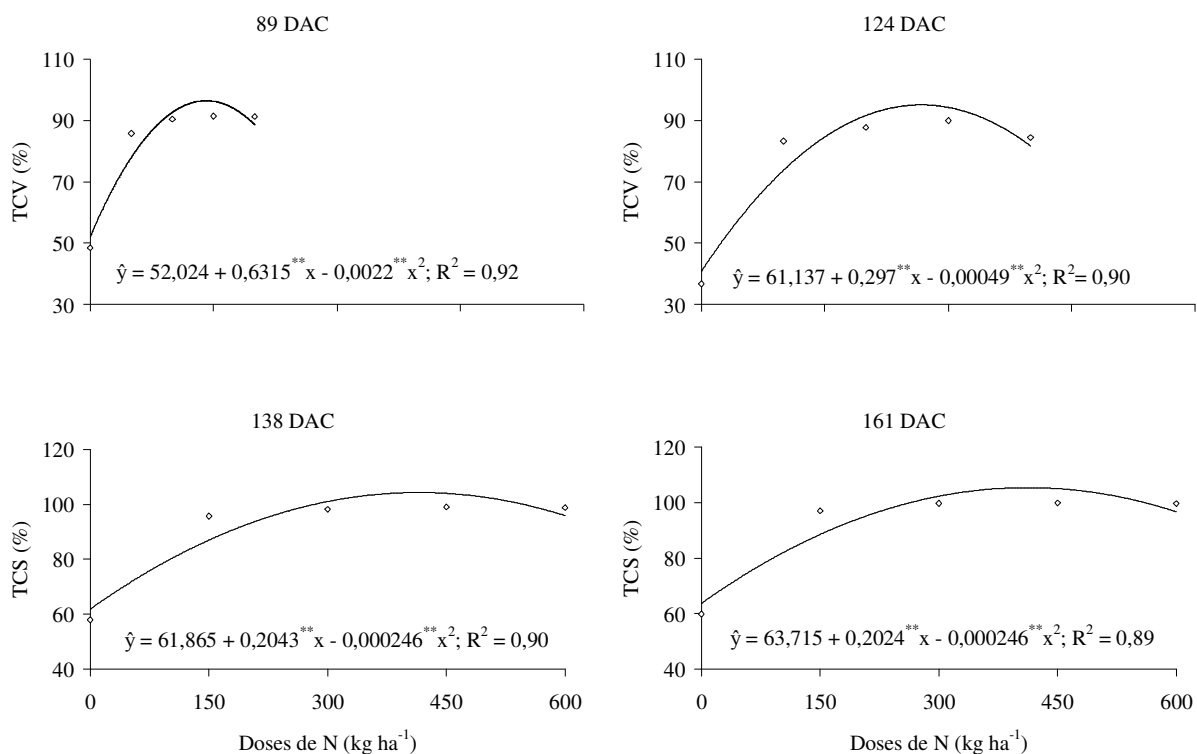 89 DAC
110
90
70
50
30
TCV (%)
ŷ = 52,024 + 0,6315**x - 0,0022**x²; R² = 0,92
124 DAC
110
90
70
50
30
TCV (%)
ŷ = 61,137 + 0,297**x - 0,00049**x²; R² = 0,90
138 DAC
120
100
80
60
40
TCS (%)
ŷ = 61,865 + 0,2043**x - 0,000246**x²; R² = 0,90
0 150 300 450 600
Doses de N (kg ha⁻¹)
161 DAC
120
100
80
60
40
TCS (%)
ŷ = 63,715 + 0,2024**x - 0,000246**x²; R² = 0,89
0 150 300 450 600
Doses de N (kg ha⁻¹)